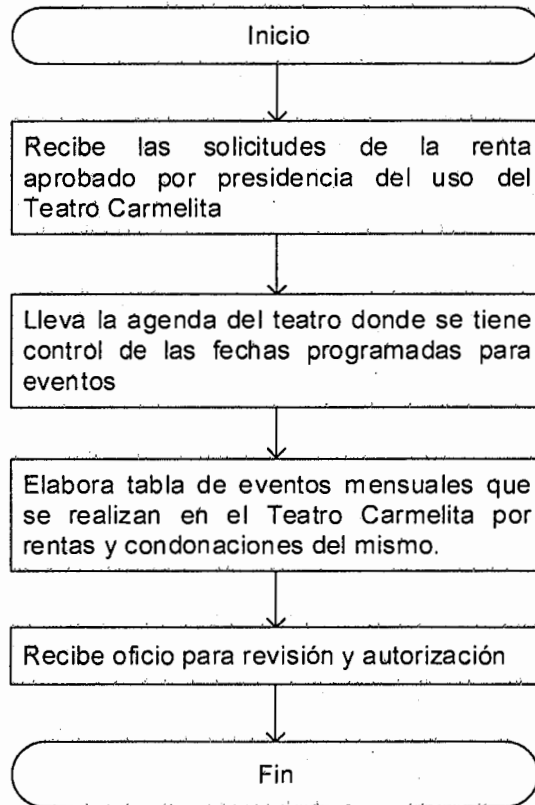 Inicio
Recibe las solicitudes de la renta
aprobado por presidencia del uso del
Teatro Carmelita
Lleva la agenda del teatro donde se tiene
control de las fechas programadas para
eventos
Elabora tabla de eventos mensuales que
se realizan en el Teatro Carmelita por
rentas y condonaciones del mismo.
Recibe oficio para revisión y autorización
Fin